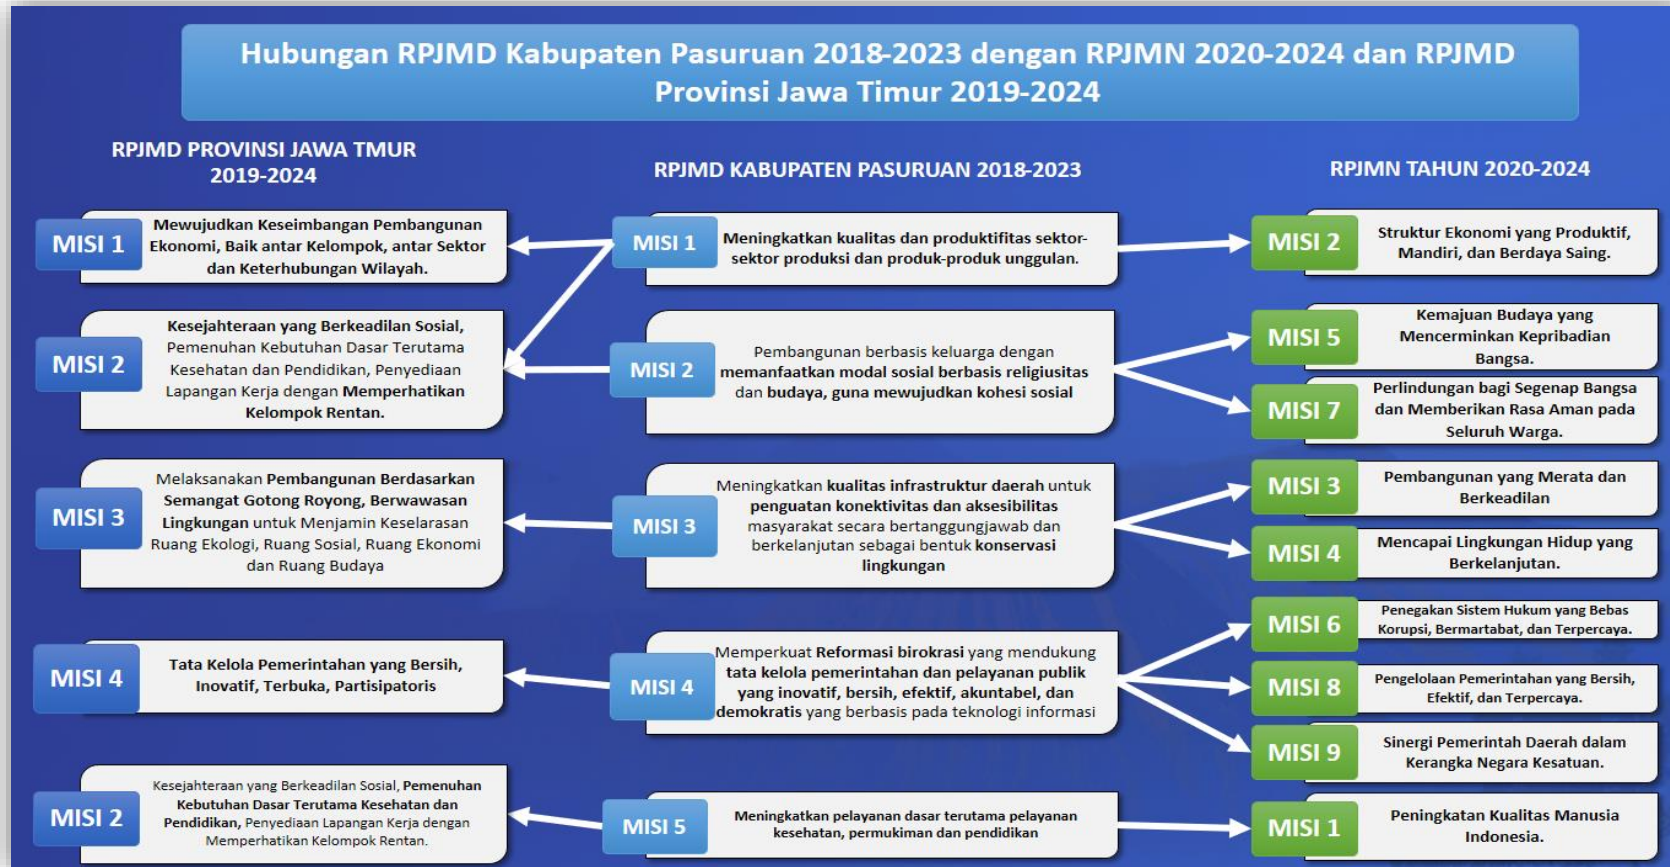 Hubungan RPJMD Kabupaten Pasuruan 2018-2023 dengan RPJMN 2020-2024 dan RPJMD
Provinsi Jawa Timur 2019-2024
RPJMD PROVINSI JAWA TMUR
2019-2024
MISI 1
Mewujudkan Keseimbangan Pembangunan
Ekonomi, Baik antar Kelompok, antar Sektor
dan Keterhubungan Wilayah.
MISI 2
Kesejahteraan yang Berkeadilan Sosial,
Pemenuhan Kebutuhan Dasar Terutama
Kesehatan dan Pendidikan, Penyediaan
Lapangan Kerja dengan Memperhatikan
Kelompok Rentan.
MISI 3
Melaksanakan Pembangunan Berdasarkan
Semangat Gotong Royong, Berwawasan
Lingkungan untuk Menjamin Keselarasan
Ruang Ekologi, Ruang Sosial, Ruang Ekonomi
dan Ruang Budaya
MISI 4
Tata Kelola Pemerintahan yang Bersih,
Inovatif, Terbuka, Partisipatoris
MISI 2
Kesejahteraan yang Berkeadilan Sosial, Pemenuhan
Kebutuhan Dasar Terutama Kesehatan dan
Pendidikan, Penyediaan Lapangan Kerja dengan
Memperhatikan Kelompok Rentan.
RPJMD KABUPATEN PASURUAN 2018-2023
MISI 1
Meningkatkan kualitas dan produktifitas sektor-
sektor produksi dan produk-produk unggulan.
MISI 2
Pembangunan berbasis keluarga dengan
memanfaatkan modal sosial berbasis religiusitas
dan budaya, guna mewujudkan kohesi sosial
MISI 3
Meningkatkan kualitas infrastruktur daerah untuk
penguatan konektivitas dan aksesibilitas
masyarakat secara bertanggungjawab dan
berkelanjutan sebagai bentuk konservasi
lingkungan
MISI 4
Memperkuat Reformasi birokrasi yang mendukung
tata kelola pemerintahan dan pelayanan publik
yang inovatif, bersih, efektif, akuntabel, dan
demokratis yang berbasis pada teknologi informasi
MISI 5
Meningkatkan pelayanan dasar terutama pelayanan
kesehatan, permukiman dan pendidikan
RPJMN TAHUN 2020-2024
MISI 2
Struktur Ekonomi yang Produktif,
Mandiri, dan Berdaya Saing.
MISI 5
Kemajuan Budaya yang
Mencerminkan Kepribadian
Bangsa.
MISI 7
Perlindungan bagi Segenap Bangsa
dan Memberikan Rasa Aman pada
Seluruh Warga.
MISI 3
Pembangunan yang Merata dan
Berkeadilan
MISI 4
Mencapai Lingkungan Hidup yang
Berkelanjutan.
MISI 6
Penegakan Sistem Hukum yang Bebas
Korupsi, Bermartabat, dan Terpercaya.
MISI 8
Pengelolaan Pemerintahan yang Bersih,
Efektif, dan Terpercaya.
MISI 9
Sinergi Pemerintah Daerah dalam
Kerangka Negara Kesatuan.
MISI 1
Peningkatan Kualitas Manusia
Indonesia.